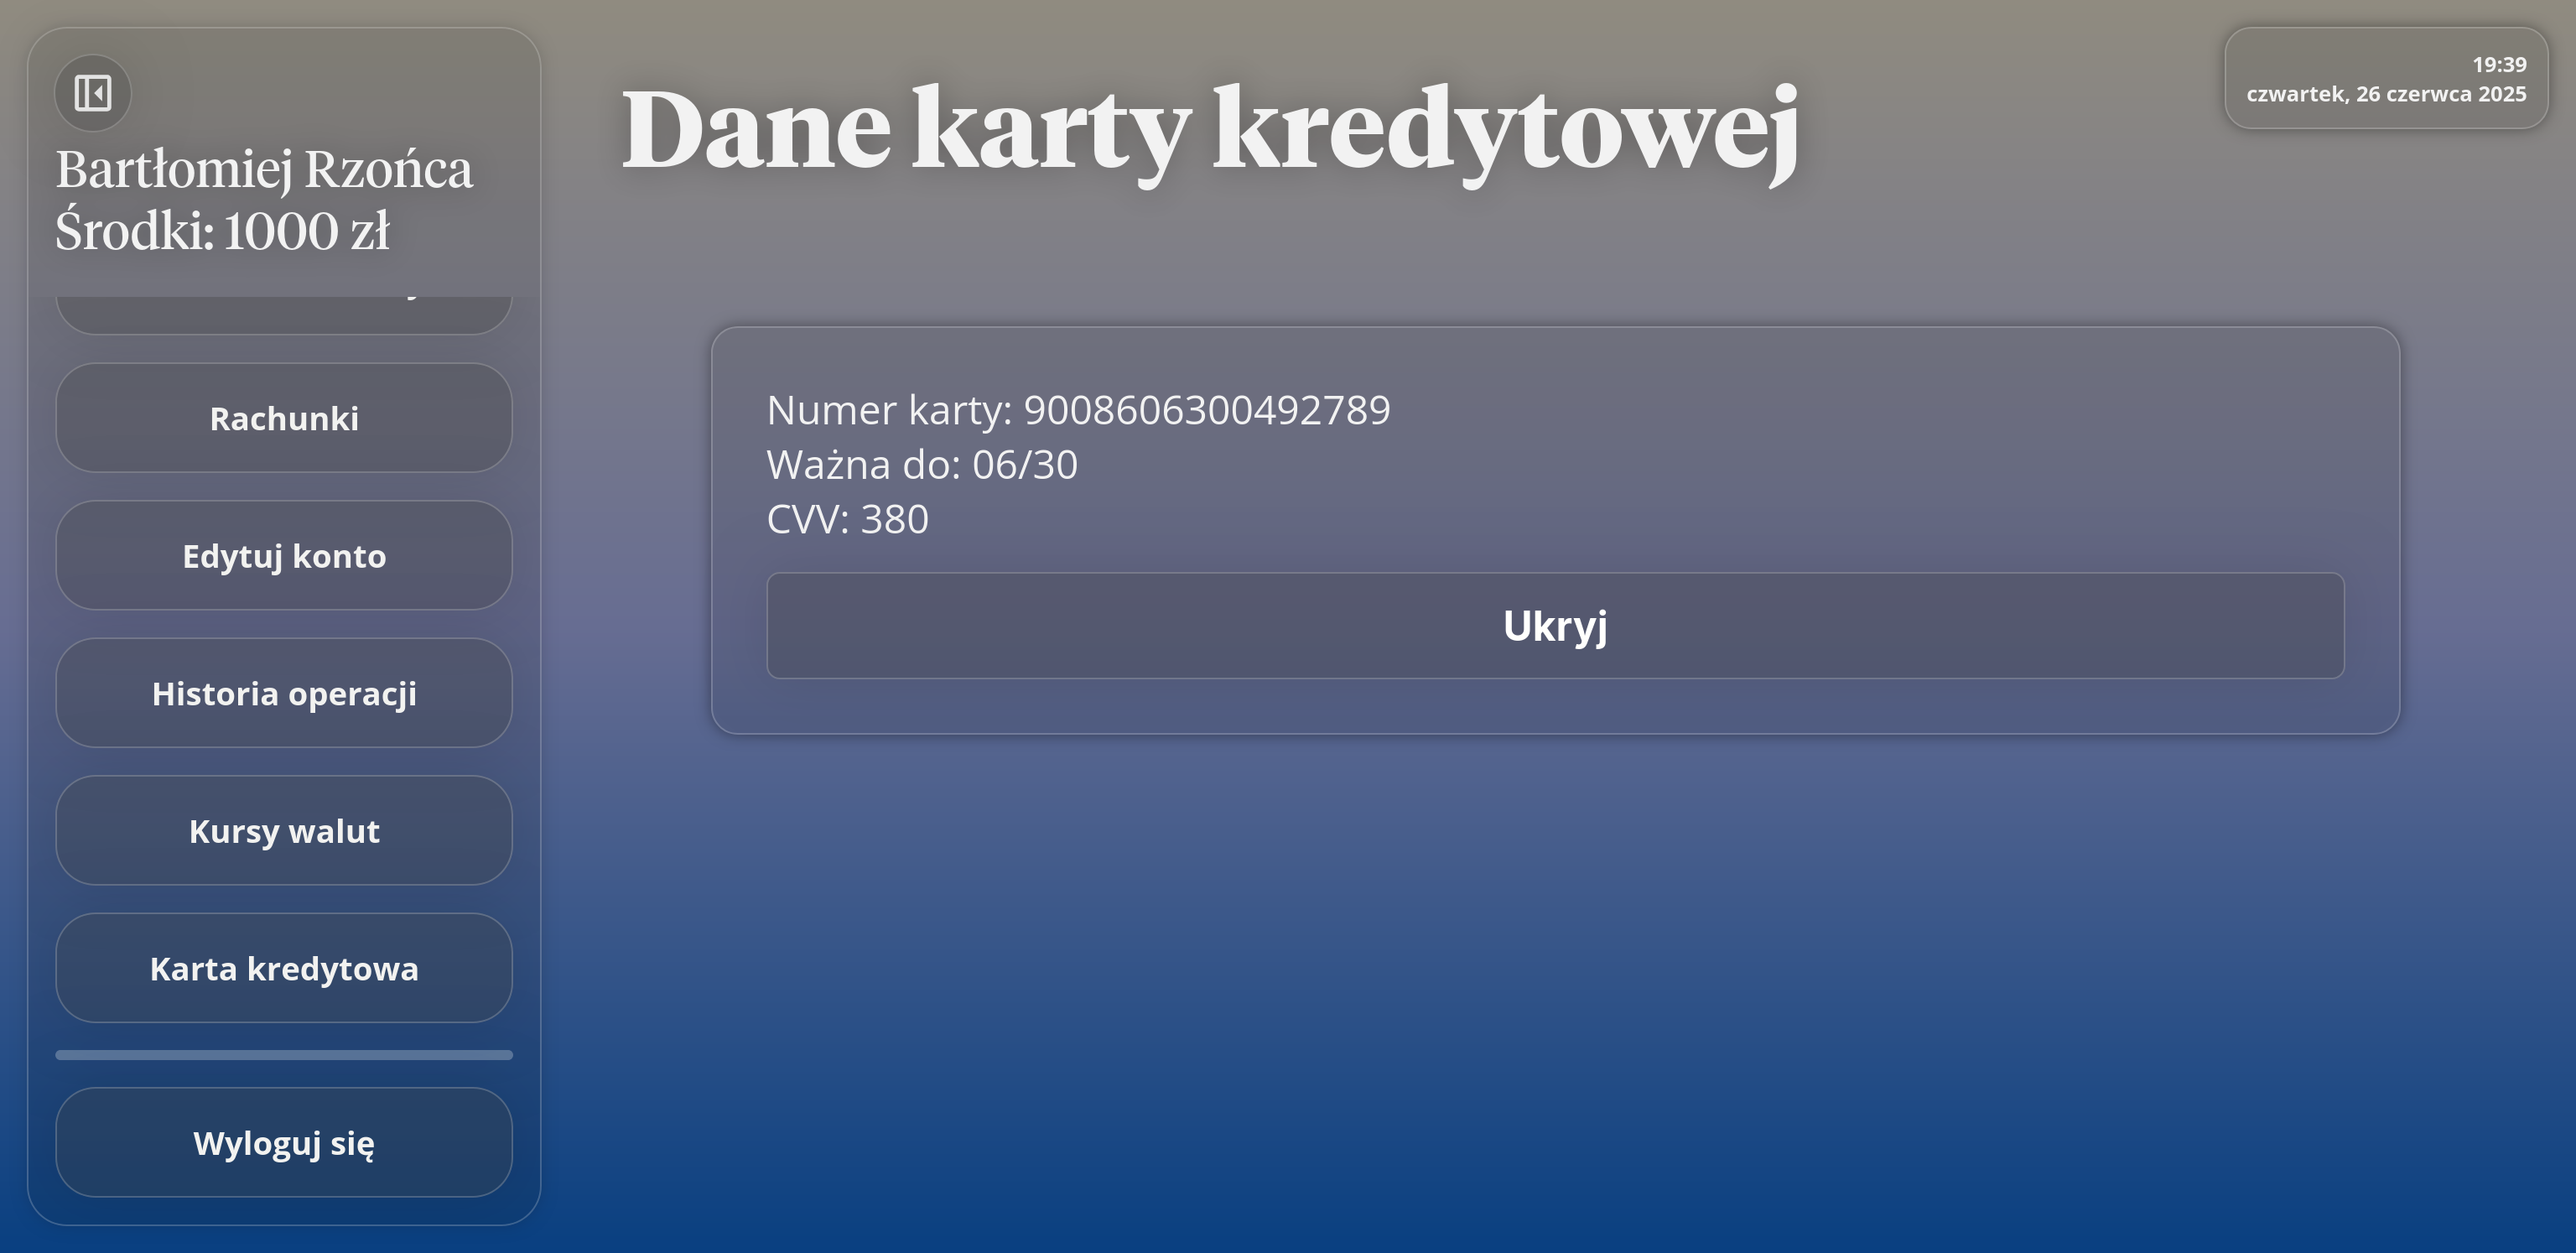 Bartłomiej Rzońca
Środki: 1000 zł
Rachunki
Edytuj konto
Historia operacji
Kursy walut
Karta kredytowa
Wyloguj się
Dane karty kredytowej
19:39
czwartek, 26 czerwca 2025
Numer karty: 9008606300492789
Ważna do: 06/30
CVV: 380
Ukryj